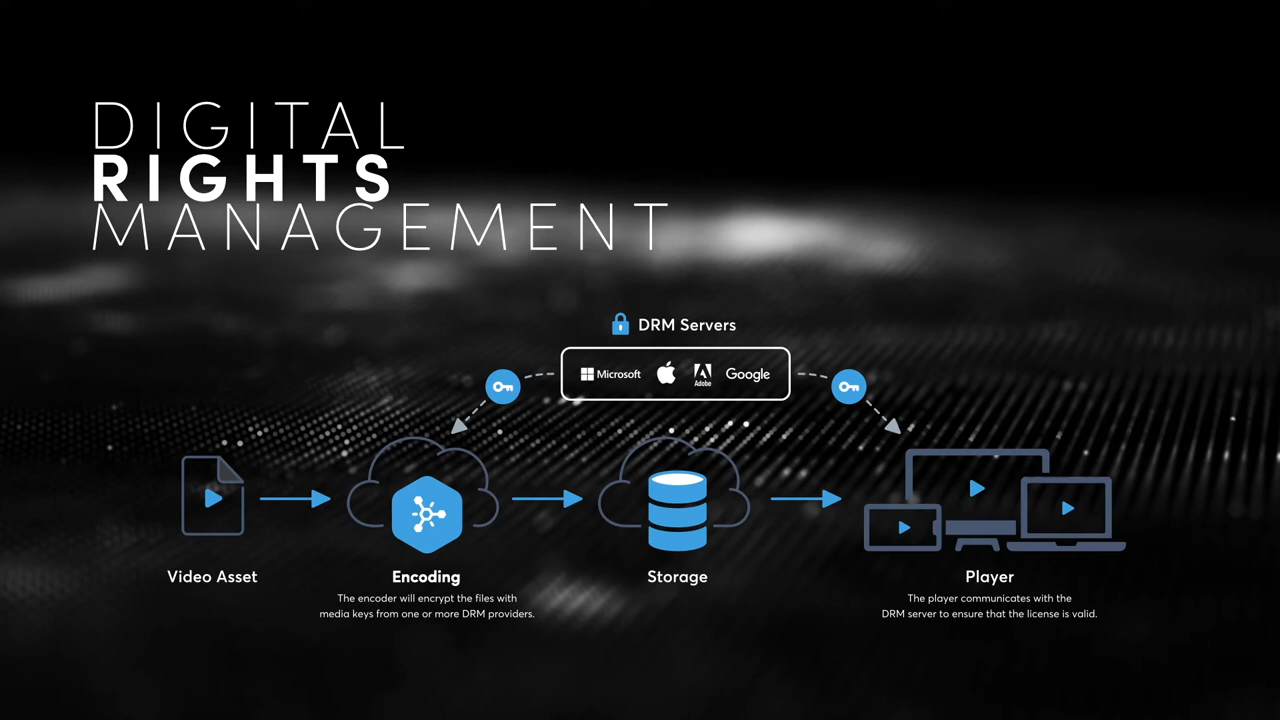 DIGITAL
RIGHTS
MANAGEMENT
DRM Servers
Microsoft Adobe Google
Video Asset
Encoding
The encoder will encrypt the files with
media keys from one or more DRM providers.
Storage
Player
The player communicates with the
DRM server to ensure that the license is valid.